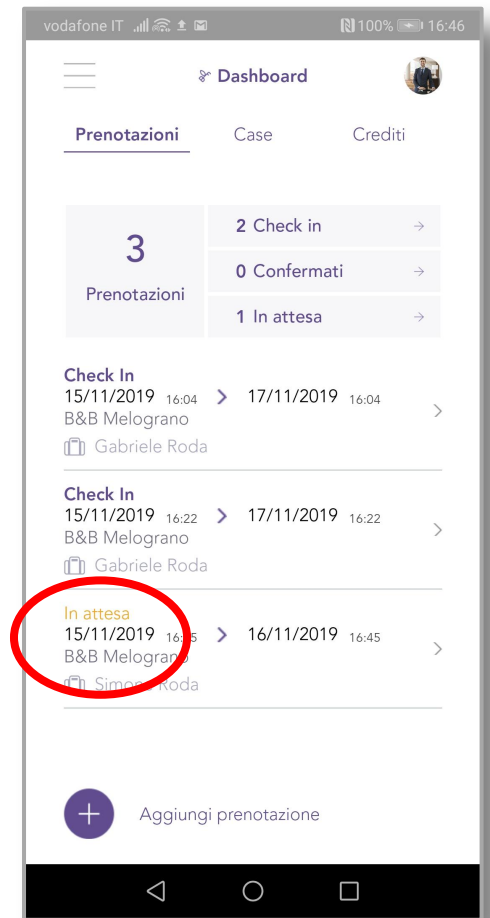 vodafone IT 100% 16:46
Dashboard
Prenotazioni Case Crediti
3
Prenotazioni
2 Check in
0 Confermati
1 In attesa
Check In
15/11/2019 16:04 17/11/2019 16:04
B&B Melograno
Gabriele Roda
Check In
15/11/2019 16:22 17/11/2019 16:22
B&B Melograno
Gabriele Roda
In attesa
15/11/2019 16/11/2019 16:45
B&B Melograno
Simone Roda
Aggiungi prenotazione